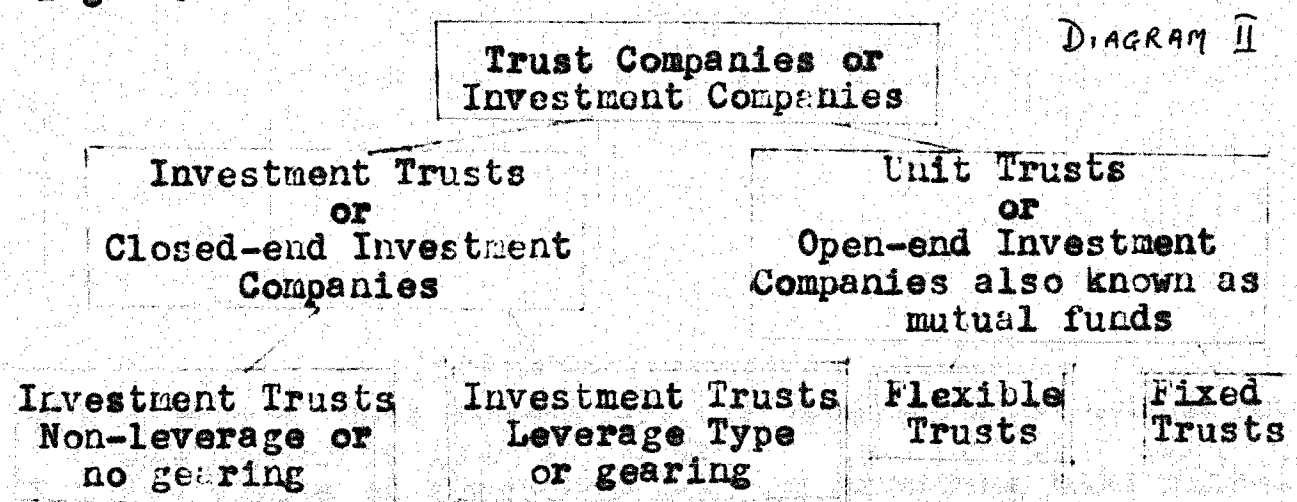 DIAGRAM II
Trust Companies or
Investment Companies
Investment Trusts
or
Closed-end Investment
Companies
Unit Trusts
or
Open-end Investment
Companies also known as
mutual funds
Investment Trusts
Non-leverage or
no gearing
Investment Trusts
Leverage Type
or gearing
Flexible
Trusts
Fixed
Trusts